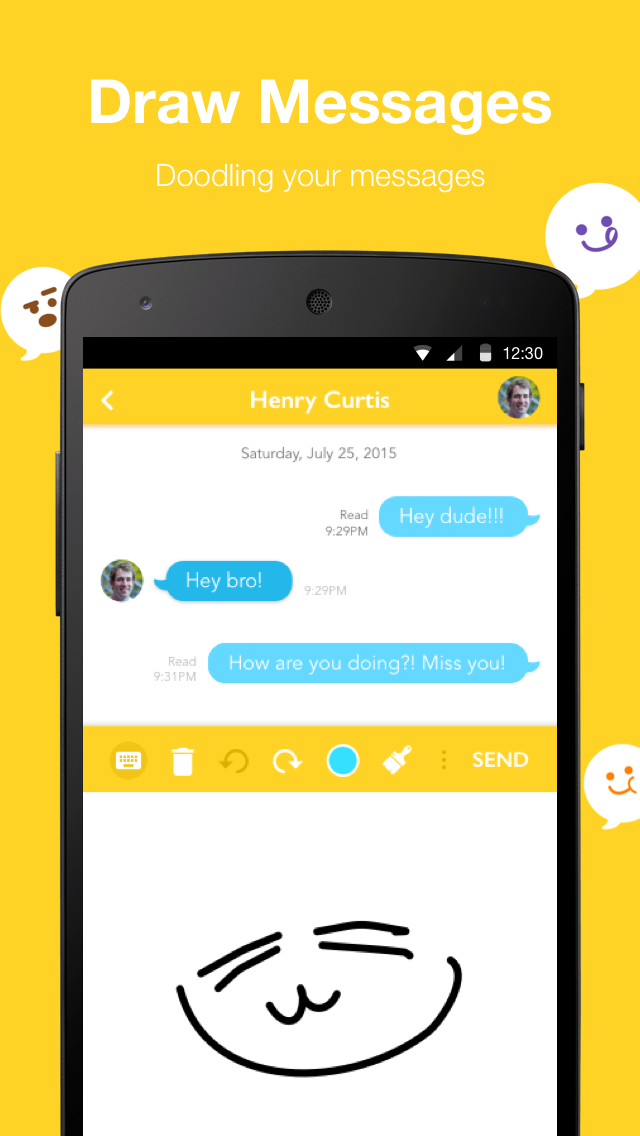 Draw Messages
Doodling your messages
12:30
Henry Curtis
Saturday, July 25, 2015
Read
9:29PM
Hey dude!!!
Hey bro!
9:29PM
Read
9:31PM
How are you doing?! Miss you!
SEND